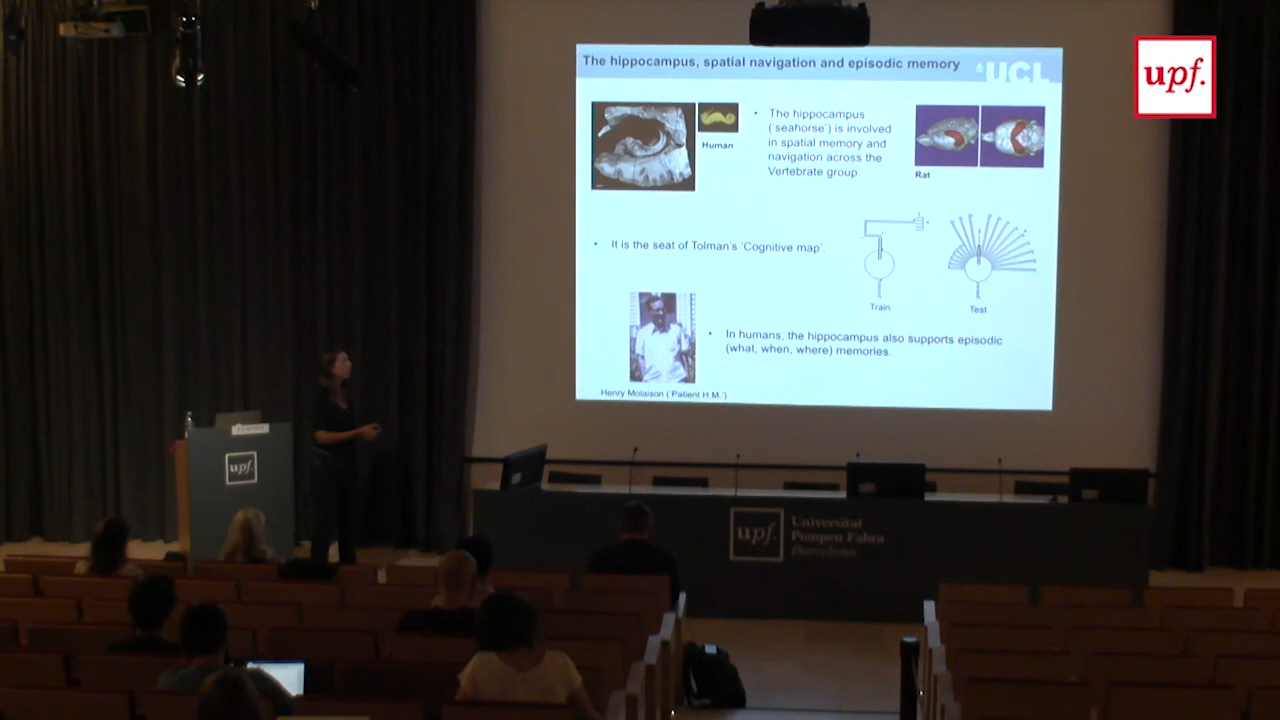 The hippocampus, spatial navigation and episodic memory
UCL
upf.
Human
• The hippocampus
('seahorse') is involved
in spatial memory and
navigation across the
Vertebrate group.
Rat
• It is the seat of Tolman's 'Cognitive map'.
Train
Test
• In humans, the hippocampus also supports episodic
(what, when, where) memories.
Henry Molaison ('Patient H.M.')
upf.
upf.
Universitat
Pompeu Fabra
Barcelona